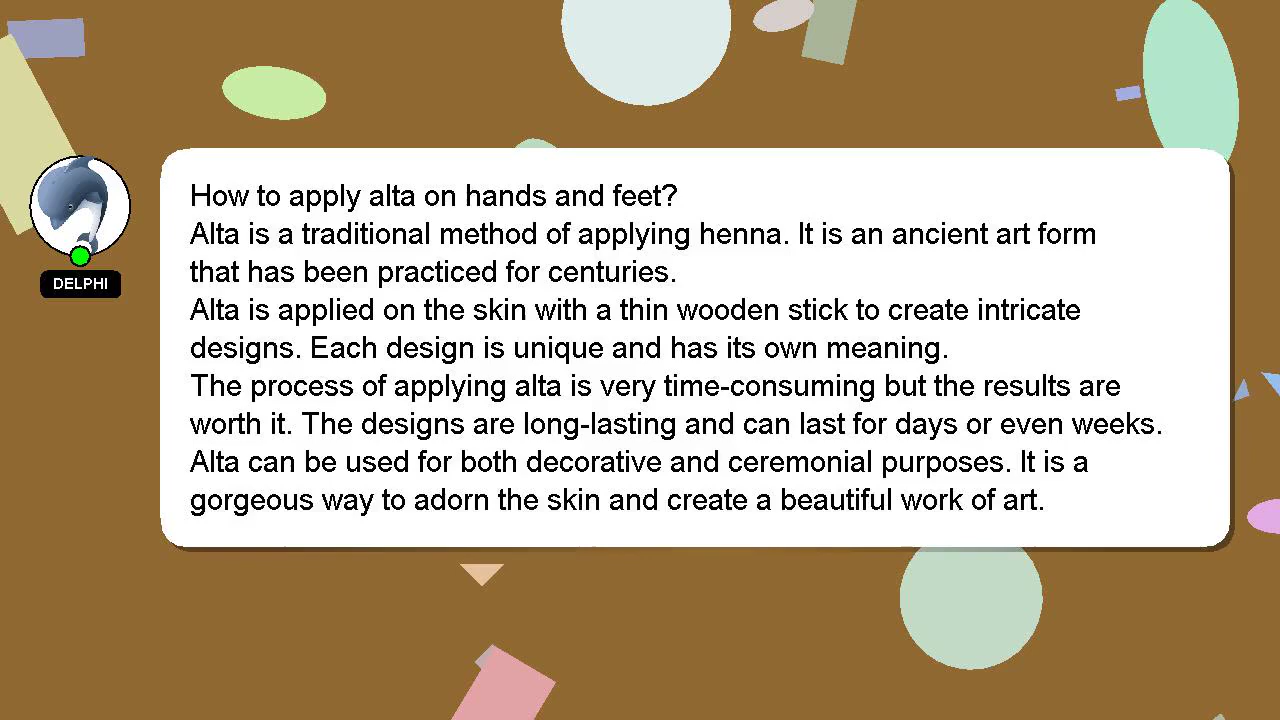 How to apply alta on hands and feet?
Alta is a traditional method of applying henna. It is an ancient art form
that has been practiced for centuries.
Alta is applied on the skin with a thin wooden stick to create intricate
designs. Each design is unique and has its own meaning.
The process of applying alta is very time-consuming but the results are
worth it. The designs are long-lasting and can last for days or even weeks.
Alta can be used for both decorative and ceremonial purposes. It is a
gorgeous way to adorn the skin and create a beautiful work of art.
DELPHI